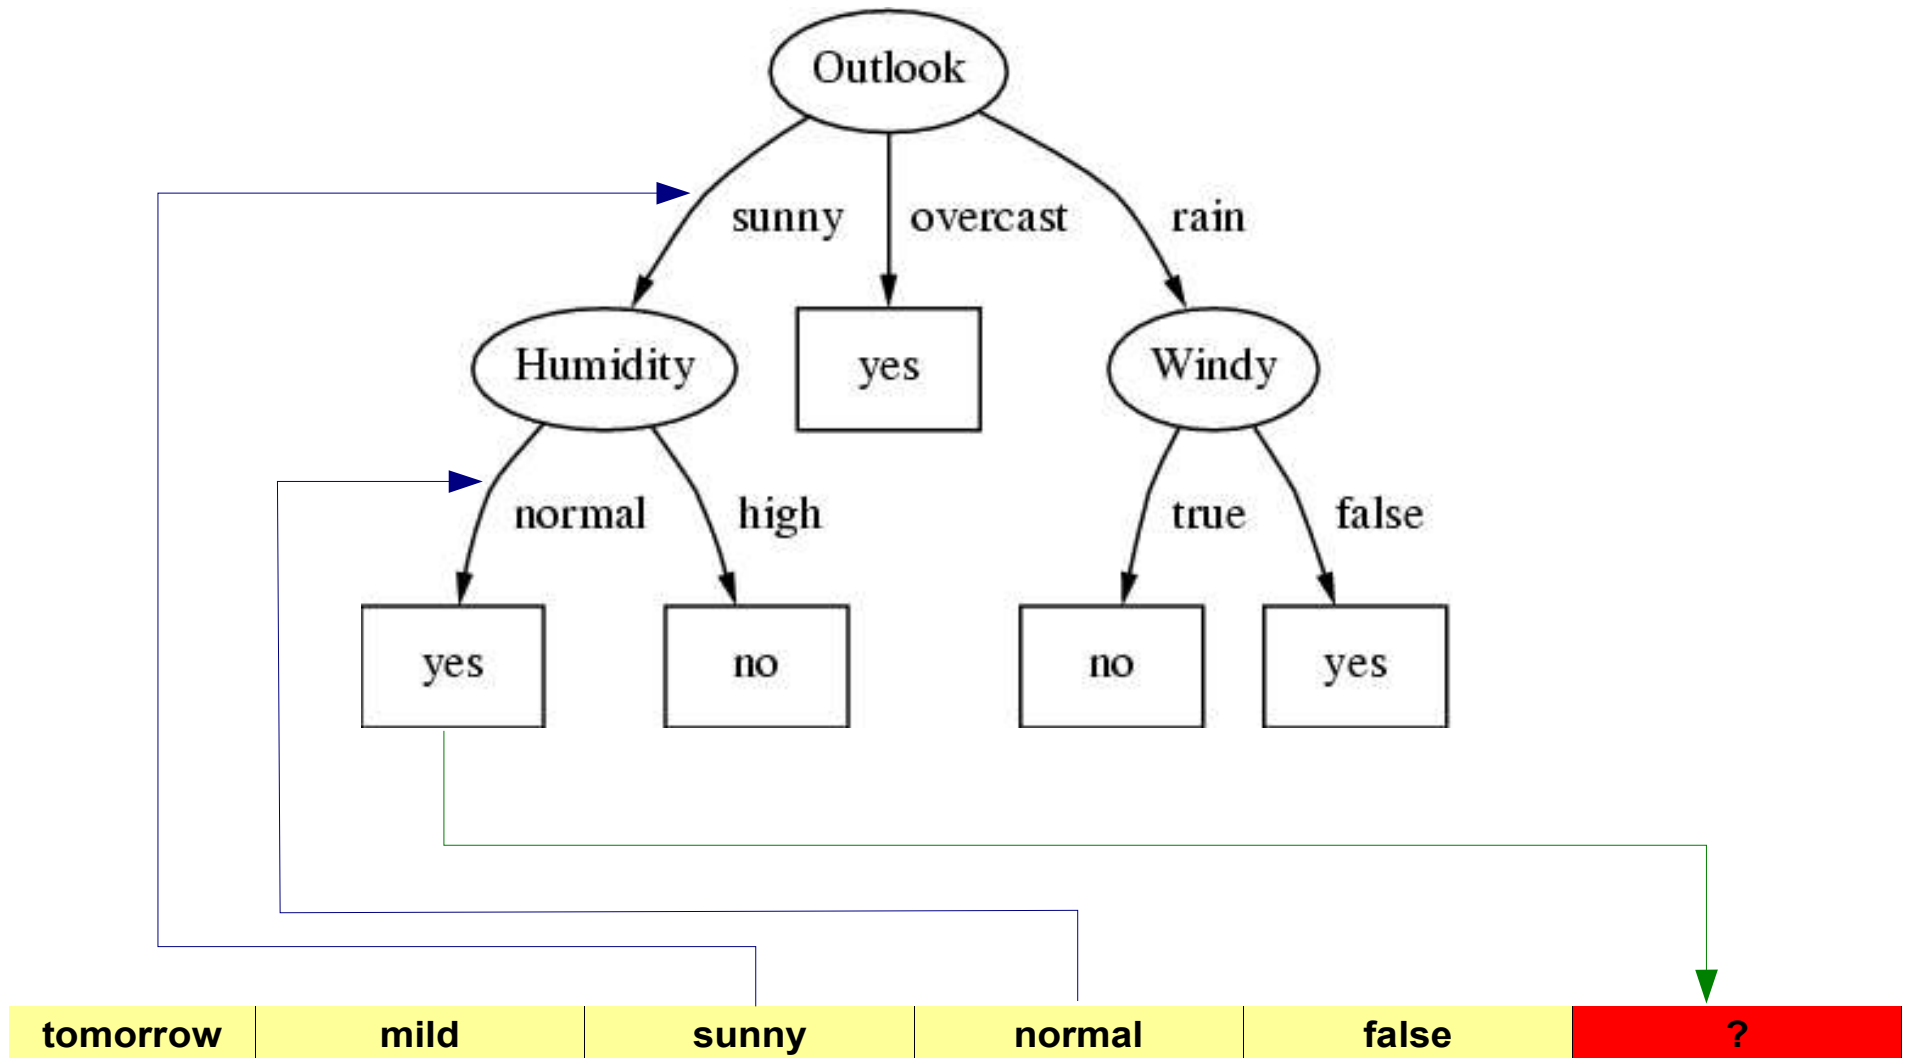 Outlook
sunny overcast rain
Humidity yes Windy
normal high true false
yes no no yes
tomorrow mild sunny normal false ?